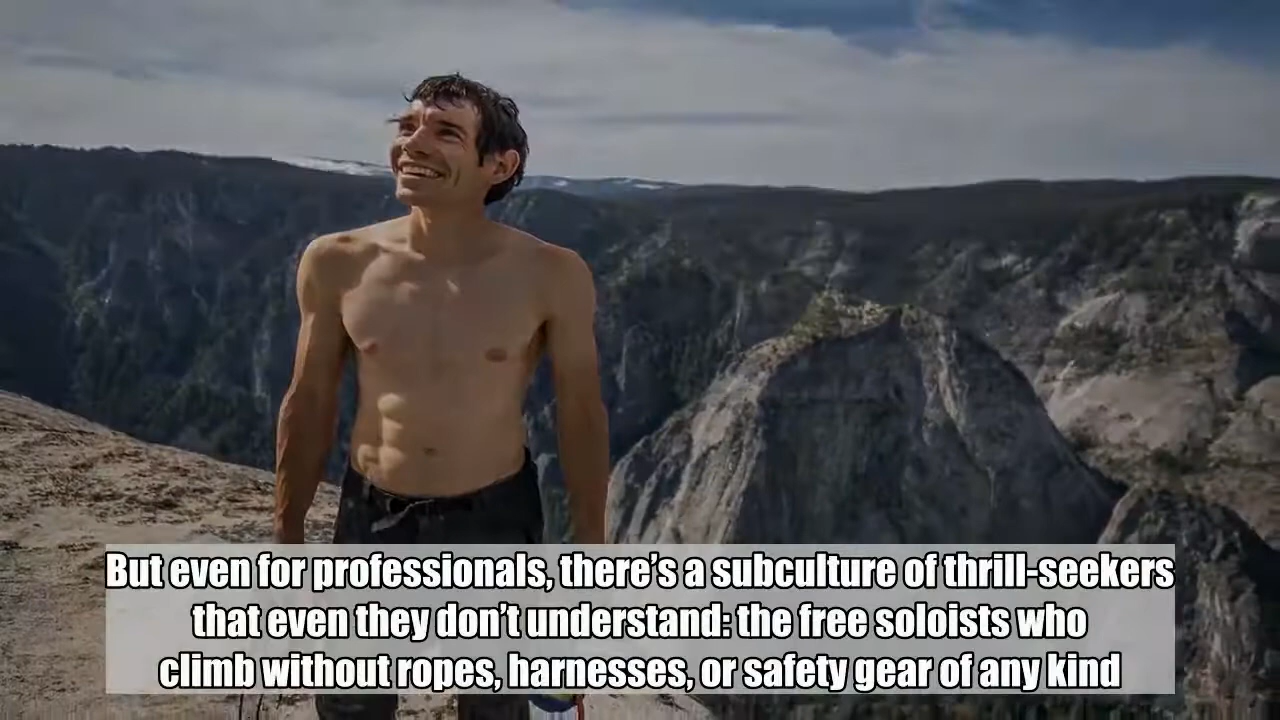 But even for professionals, there’s a subculture of thrill-seekers
that even they don’t understand: the free soloists who
climb without ropes, harnesses, or safety gear of any kind